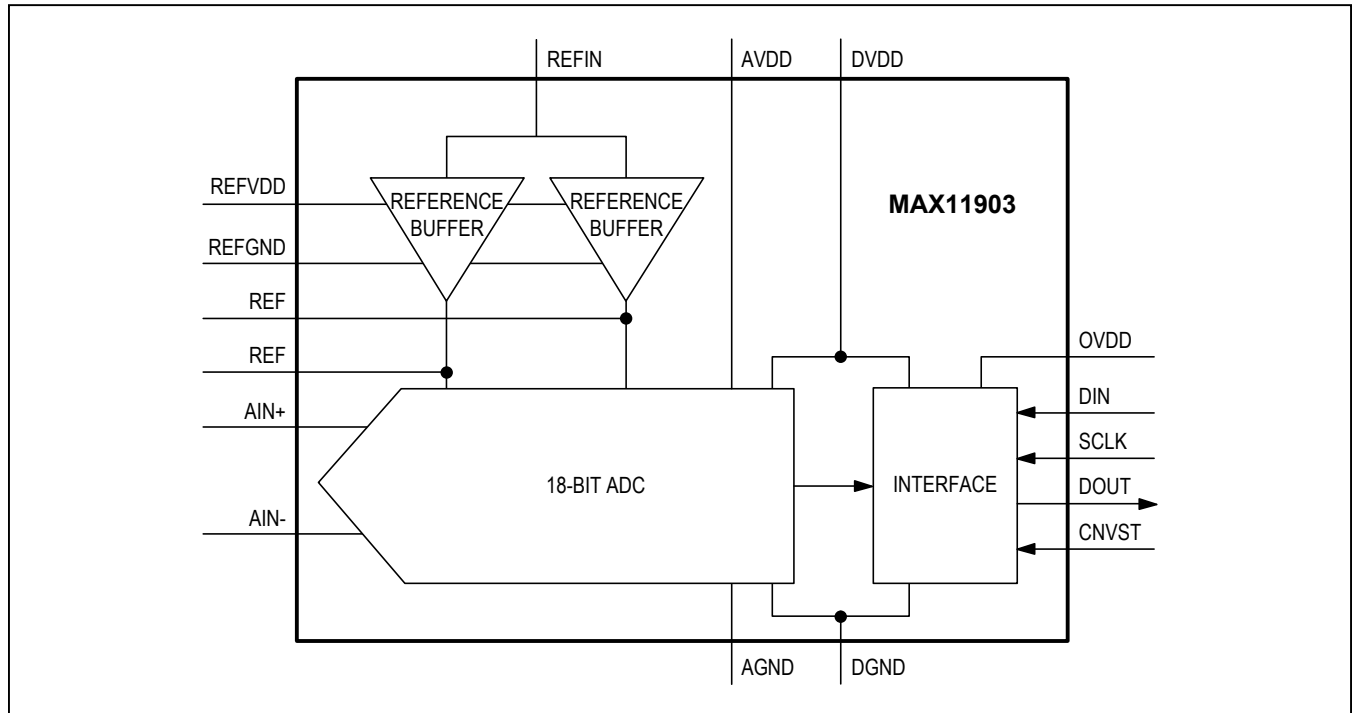 REFIN
AVDD
DVDD
REFVDD
REFERENCE
BUFFER
REFERENCE
BUFFER
MAX11903
REFGND
REF
REF
OVDD
AIN+
DIN
SCLK
18-BIT ADC
INTERFACE
DOUT
AIN-
CNVST
AGND
DGND